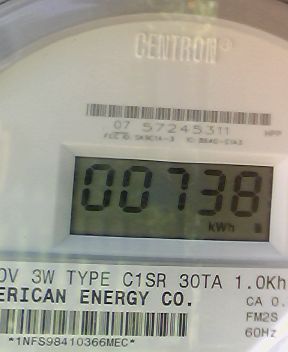 CENTRON®
07 57245311
HPP
00738
kWh
0V 3W TYPE C1SR 30TA 1.0Kh
ERICAN ENERGY CO.
CA 0.
FM2S
60Hz
*1NFS98410366MEC*